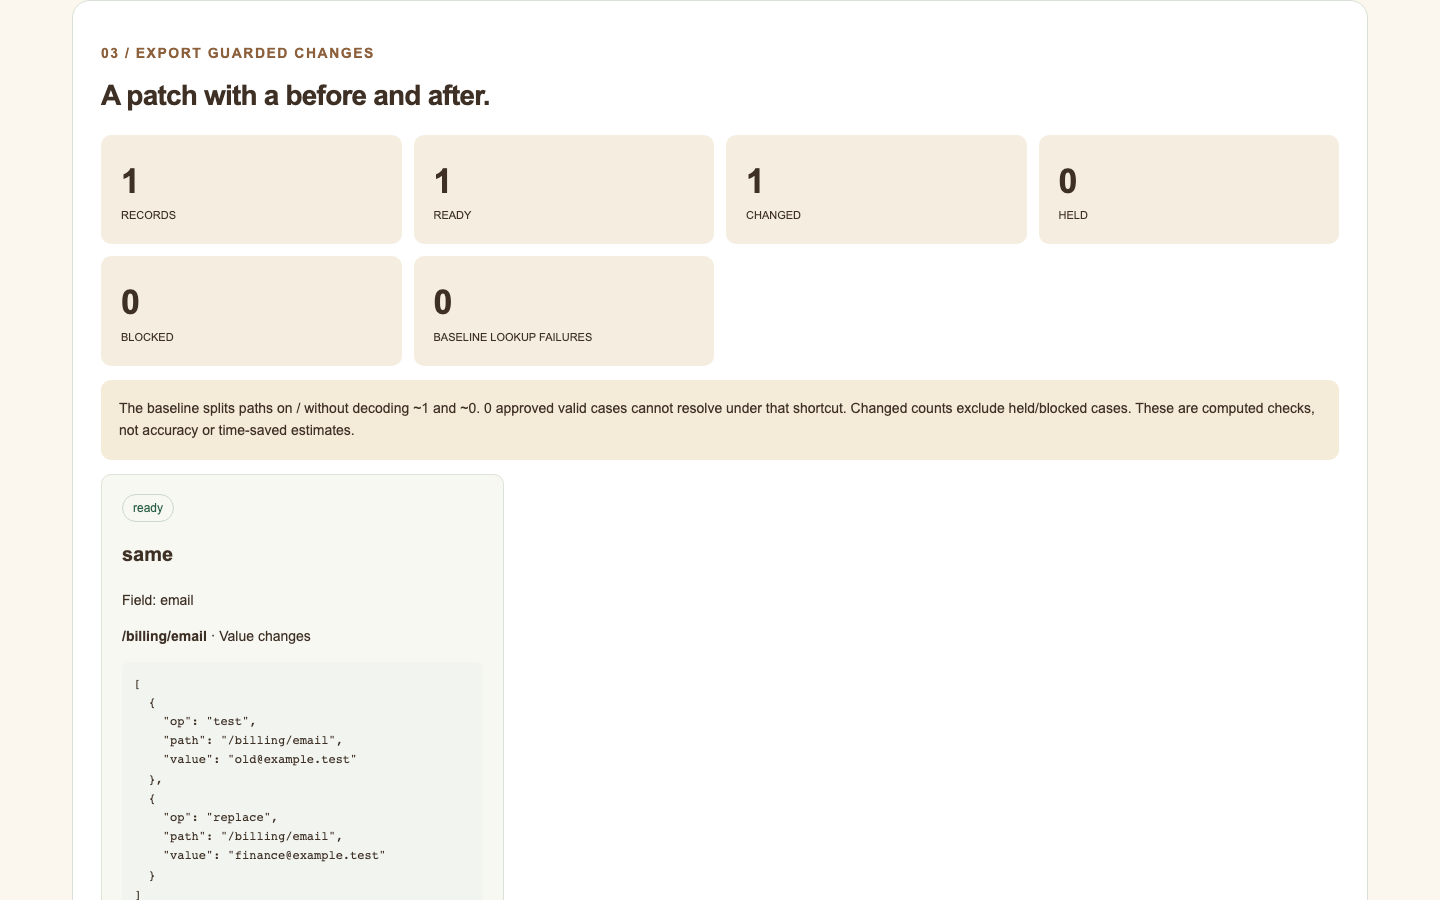 03 / EXPORT GUARDED CHANGES
A patch with a before and after.
1
RECORDS
1
READY
1
CHANGED
0
HELD
0
BLOCKED
0
BASELINE LOOKUP FAILURES
The baseline splits paths on / without decoding ~1 and ~0. 0 approved valid cases cannot resolve under that shortcut. Changed counts exclude held/blocked cases. These are computed checks,
not accuracy or time-saved estimates.
ready
same
Field: email
/billing/email · Value changes
[
  {
    "op": "test",
    "path": "/billing/email",
    "value": "old@example.test"
  },
  {
    "op": "replace",
    "path": "/billing/email",
    "value": "finance@example.test"
  }
]